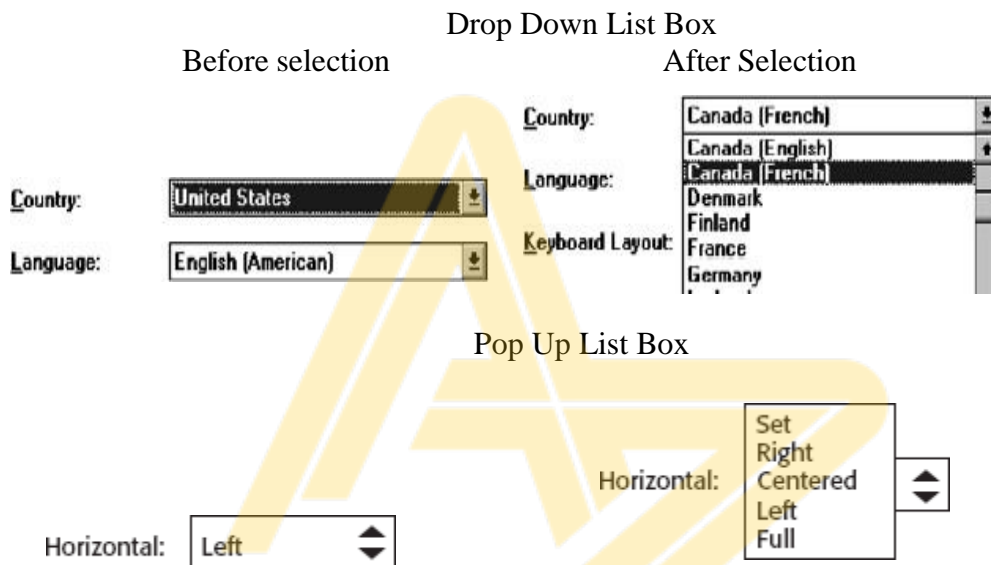 Drop Down List Box
Before selection
After Selection
Country:
United States
Language:
English (American)
Country:
Canada (French)
Canada (English)
Canada (French)
Language:
Denmark
Finland
Keyboard Layout:
France
Germany
Pop Up List Box
Horizontal:
Left
Horizontal:
Set
Right
Centered
Left
Full